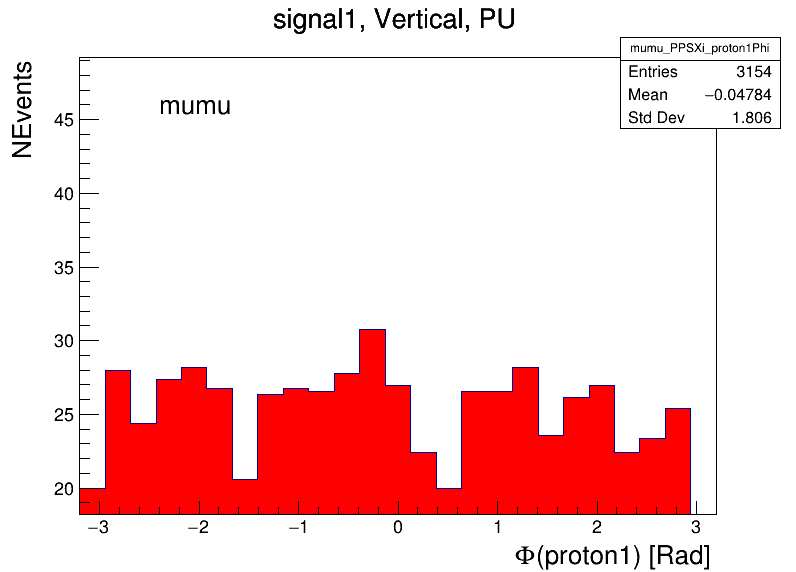 signal1, Vertical, PU
mumu_PPSXi_proton1Phi
Entries 3154
Mean −0.04784
Std Dev 1.806
NEvents
mumu
45
40
35
30
25
20
−3 −2 −1 0 1 2 3
Φ(proton1) [Rad]